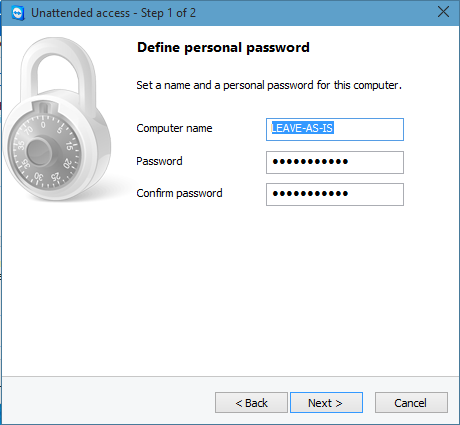 Unattended access - Step 1 of 2
Define personal password
Set a name and a personal password for this computer.
Computer name LEAVE-AS-IS
Password •••••••••••
Confirm password •••••••••••
< Back Next > Cancel